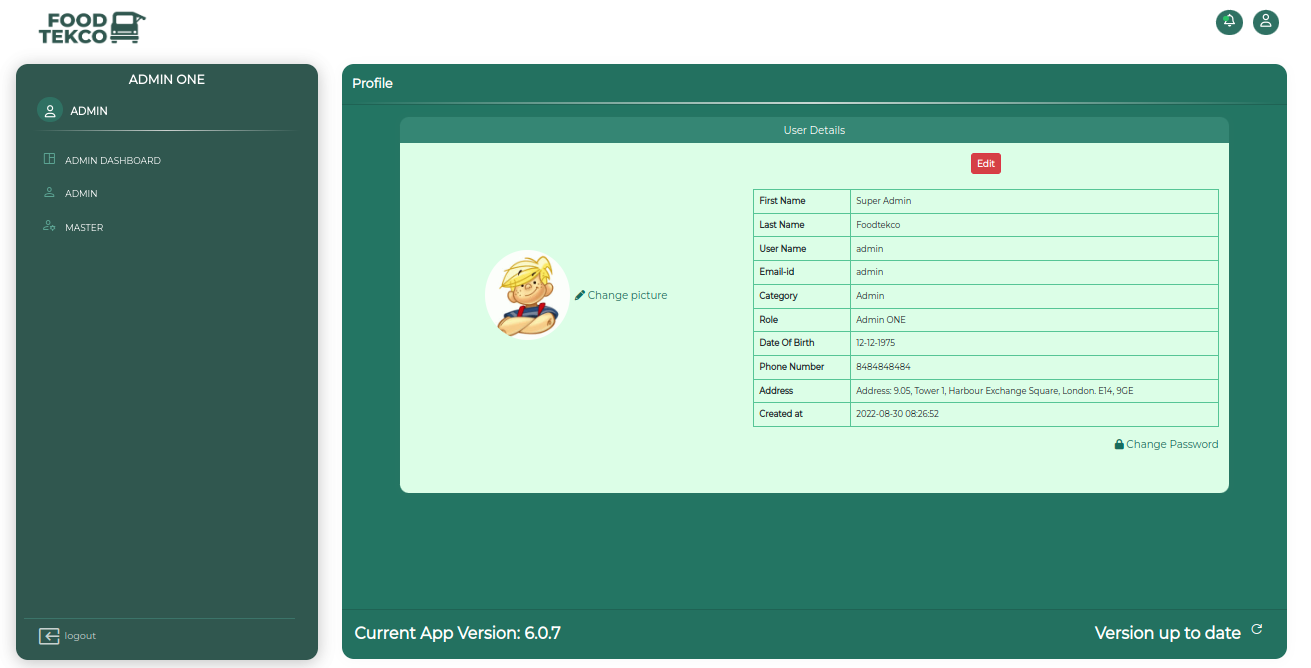 FOOD
TEKCO
ADMIN ONE
ADMIN
ADMIN DASHBOARD
ADMIN
MASTER
logout
Profile
User Details
Edit
Change picture
First Name Super Admin
Last Name Foodtekco
User Name admin
Email-id admin
Category Admin
Role Admin ONE
Date Of Birth 12-12-1975
Phone Number 8484848484
Address Address: 9.05, Tower 1, Harbour Exchange Square, London. E14, 9GE
Created at 2022-08-30 08:26:52
Change Password
Current App Version: 6.0.7
Version up to date